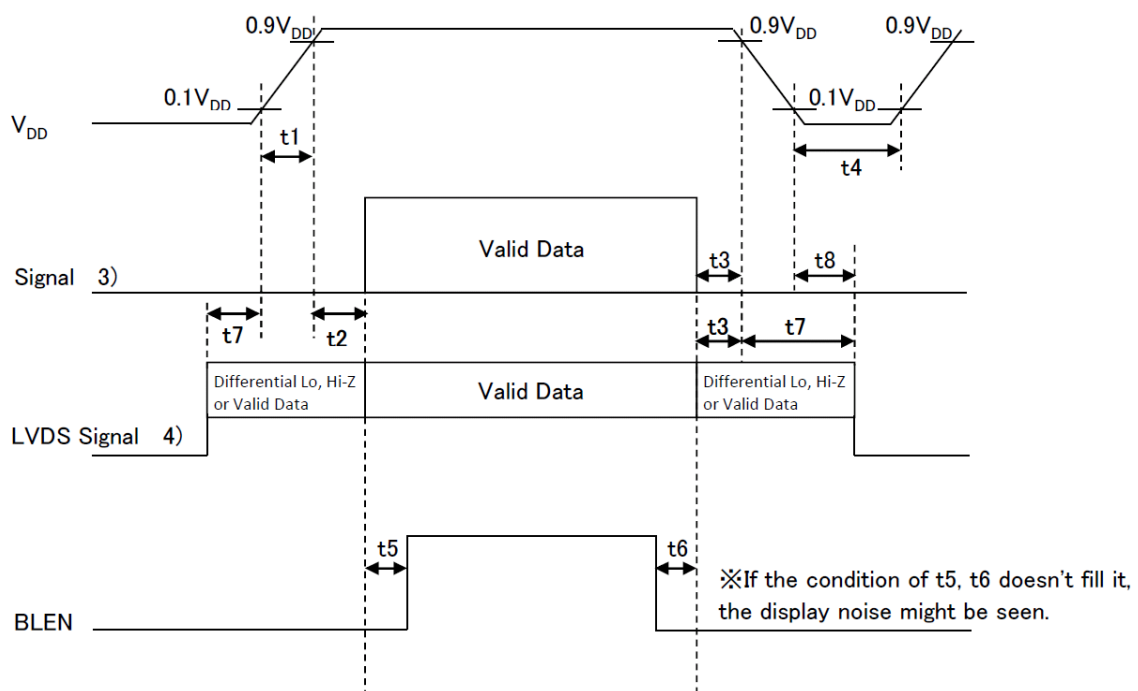 0.9VDD 0.9VDD 0.9VDD
0.1VDD 0.1VDD
VDD
t1
t4
Valid Data
Signal 3)
t3 t8
t7 t2 t3 t7
Differential Lo, Hi-Z
or Valid Data
Valid Data
Differential Lo, Hi-Z
or Valid Data
LVDS Signal 4)
t5 t6
※If the condition of t5, t6 doesn't fill it,
the display noise might be seen.
BLEN